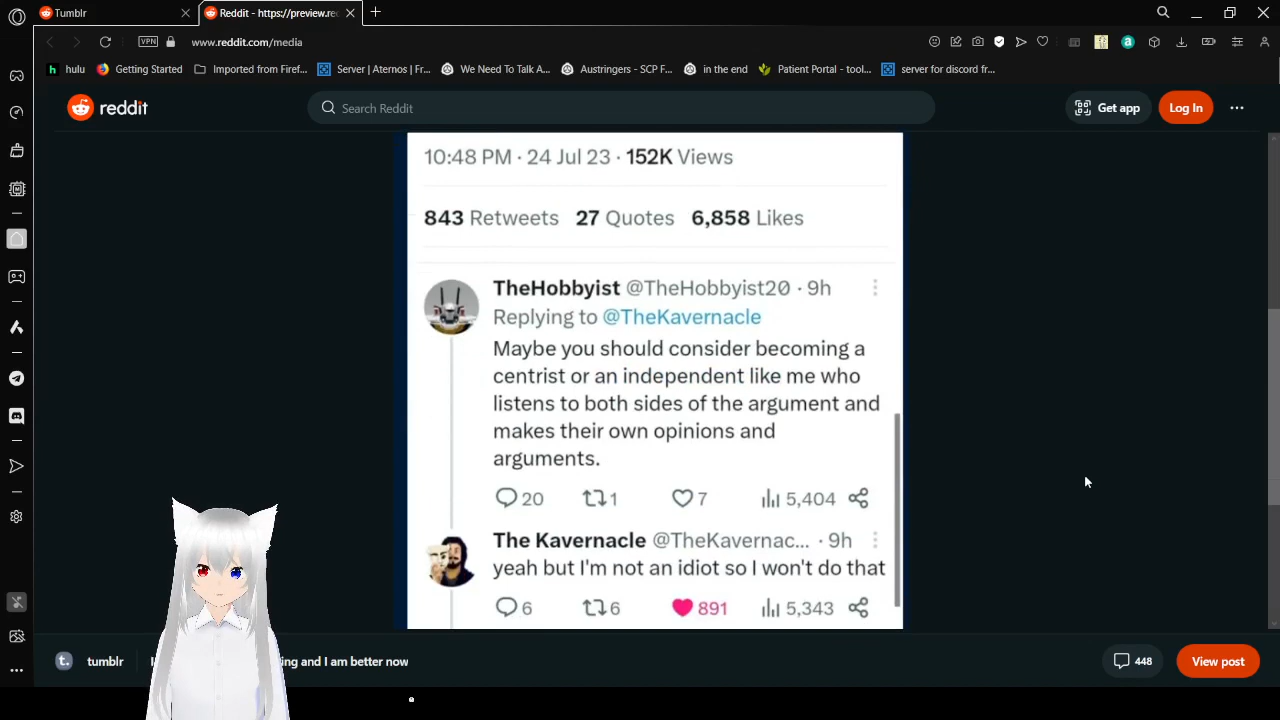 Tumblr
Reddit - https://preview.re
VPN
www.reddit.com/media
hulu
Getting Started
Imported from Firef...
Server | Aternos | Fr...
We Need To Talk A...
Austringers - SCP F...
in the end
Patient Portal - tool...
server for discord fr...
reddit
Search Reddit
Get app
Log In
10:48 PM · 24 Jul 23 · 152K Views
843 Retweets 27 Quotes 6,858 Likes
TheHobbyist @TheHobbyist20 · 9h
Replying to @TheKavernacle
Maybe you should consider becoming a
centrist or an independent like me who
listens to both sides of the argument and
makes their own opinions and
arguments.
20 1 7 5,404
The Kavernacle @TheKavernac... · 9h
yeah but I'm not an idiot so I won't do that
6 6 891 5,343
t. tumblr
ing and I am better now
448
View post